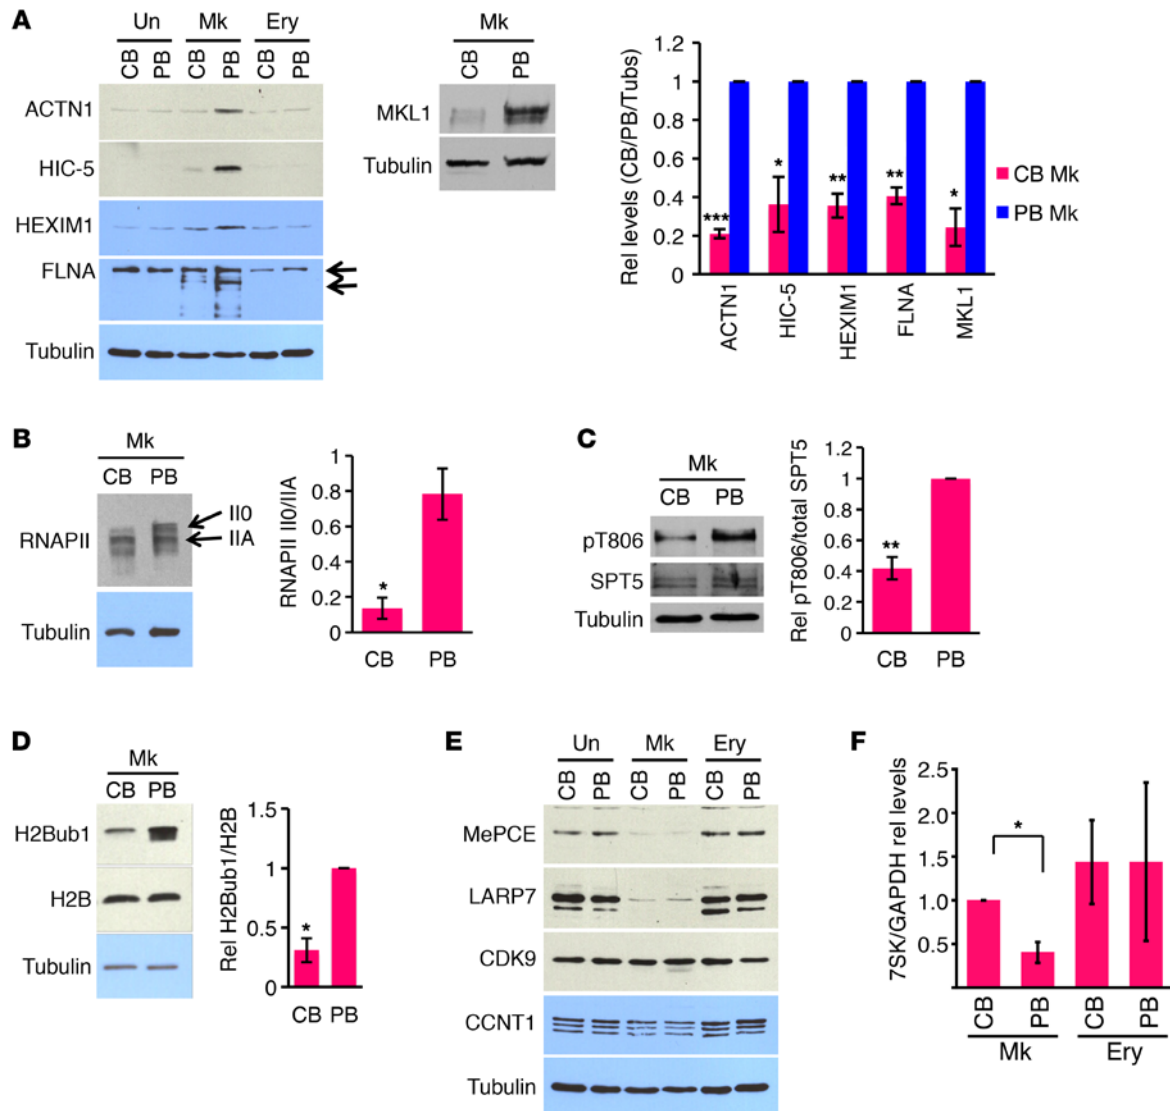 A
Un Mk Ery
CB PB CB PB CB PB
ACTN1
HIC-5
HEXIM1
FLNA
Tubulin
Mk
CB PB
MKL1
Tubulin
Rel levels (CB/PB/Tubs)
1.2
1
0.8
0.6
0.4
0.2
0
*** * ** ** *
ACTN1 HIC-5 HEXIM1 FLNA MKL1
CB Mk
PB Mk
B
Mk
CB PB
RNAPII
II0
IIA
Tubulin
RNAPII II0/IIA
1
0.8
0.6
0.4
0.2
0
*
CB PB
C
Mk
CB PB
pT806
SPT5
Tubulin
Rel pT806/total SPT5
1.2
1
0.8
0.6
0.4
0.2
0
**
CB PB
D
Mk
CB PB
H2Bub1
H2B
Tubulin
Rel H2Bub1/H2B
1.5
1
0.5
0
*
CB PB
E
Un Mk Ery
CB PB CB PB CB PB
MePCE
LARP7
CDK9
CCNT1
Tubulin
F
7SK/GAPDH rel levels
2.5
2.0
1.5
1.0
0.5
*
CB PB CB PB
Mk Ery